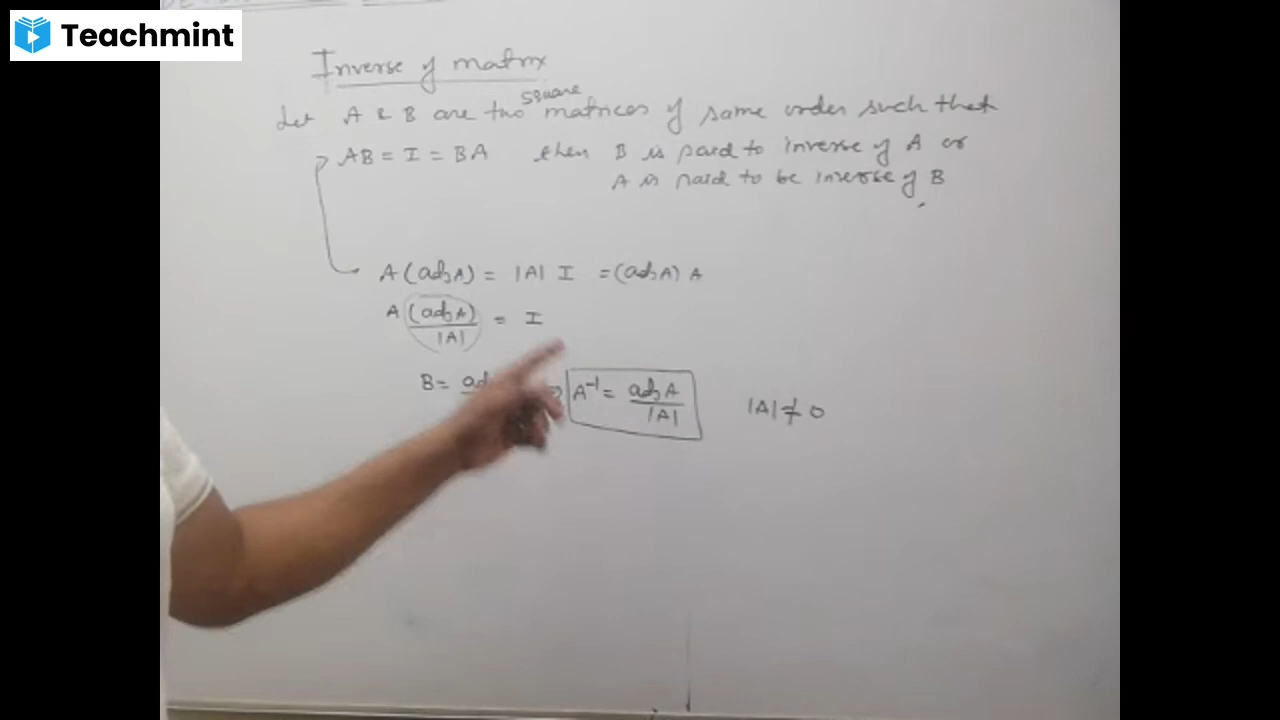 Teachmint
Inverse of matrix
Let A & B are two square matrices of same order such that
AB = I = BA then B is said to inverse of A or
A is said to be inverse of B
A (adj A) = |A| I = (adj A) A
A (adj A) / |A| = I
B = ad
A⁻¹ = adj A / |A| |A| ≠ 0